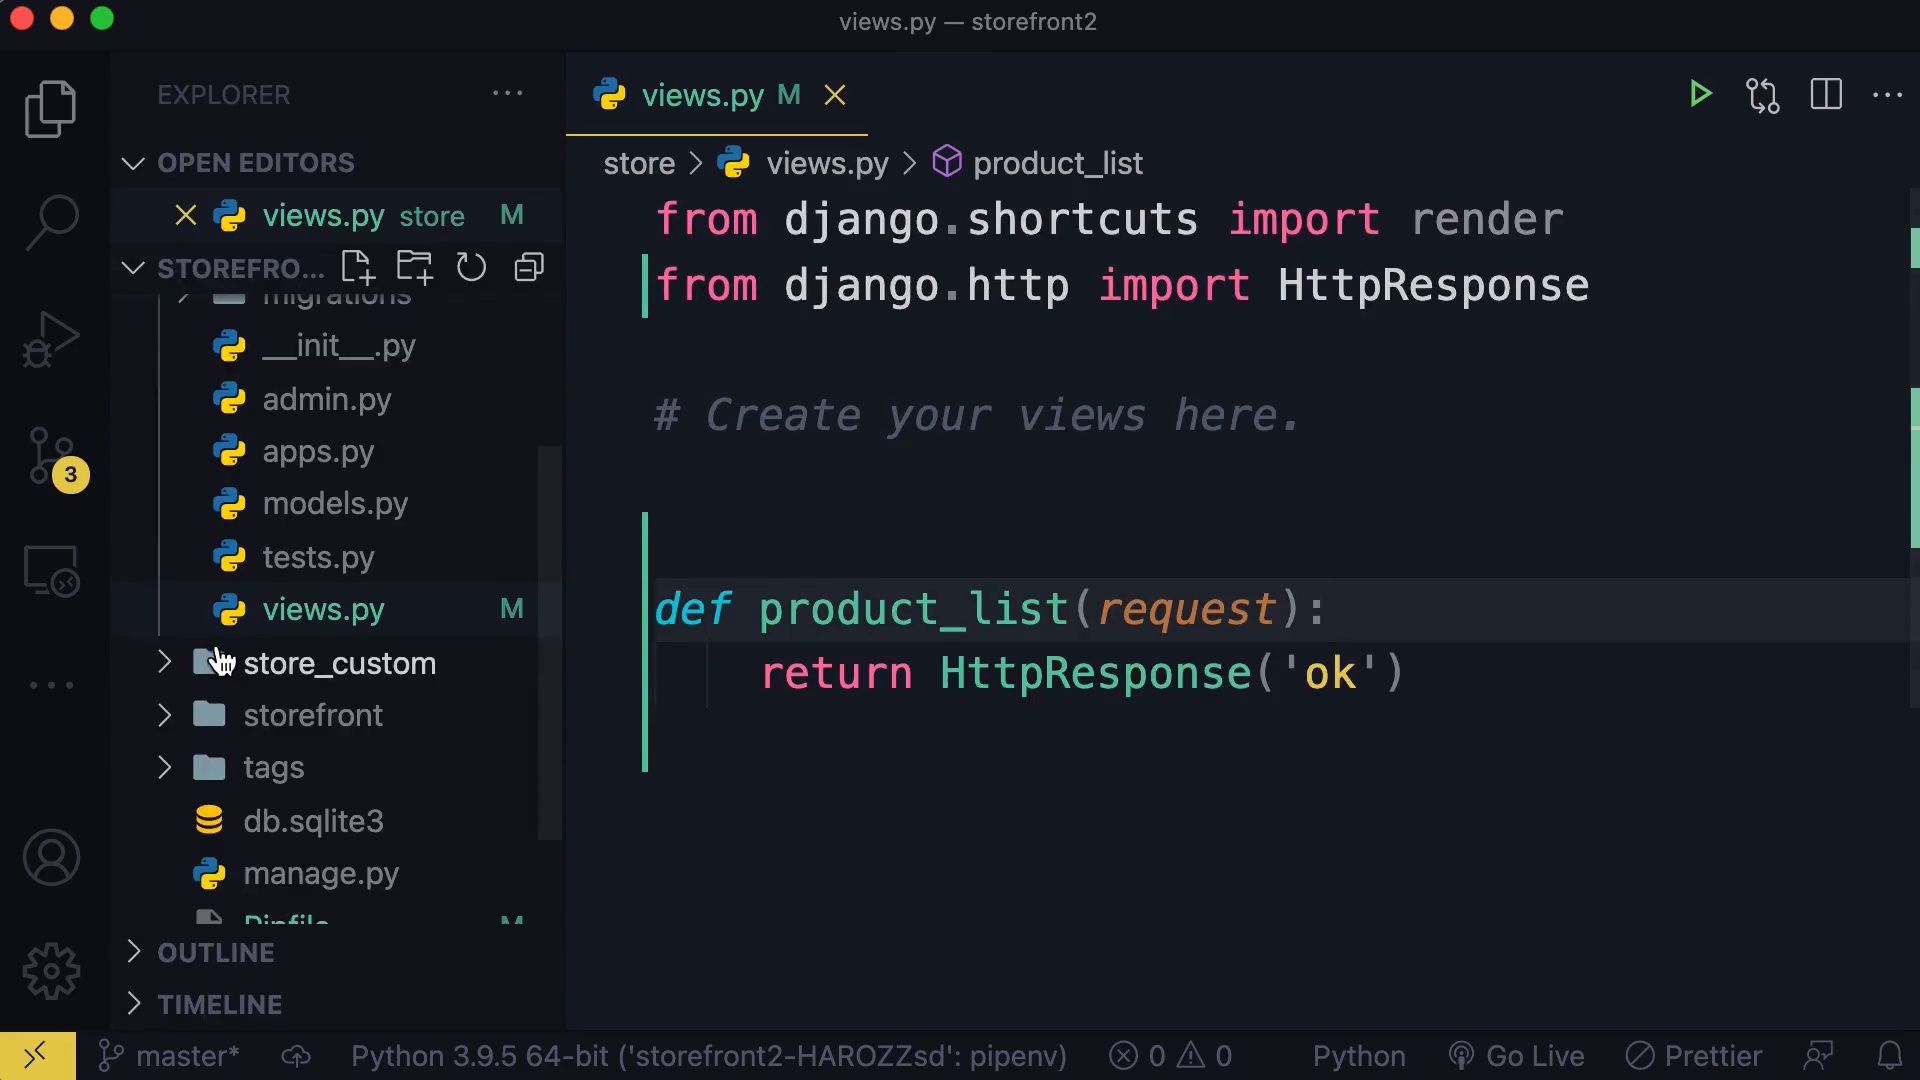 views.py — storefront2
EXPLORER
OPEN EDITORS
views.py store M
STOREFRO...
migrations
__init__.py
admin.py
apps.py
models.py
tests.py
views.py M
store_custom
storefront
tags
db.sqlite3
manage.py
Pipfile M
OUTLINE
TIMELINE
3
views.py M
store > views.py > product_list
from django.shortcuts import render
from django.http import HttpResponse
# Create your views here.
def product_list(request):
return HttpResponse('ok')
master* Python 3.9.5 64-bit ('storefront2-HAROZZsd': pipenv) 0 0 Python Go Live Prettier